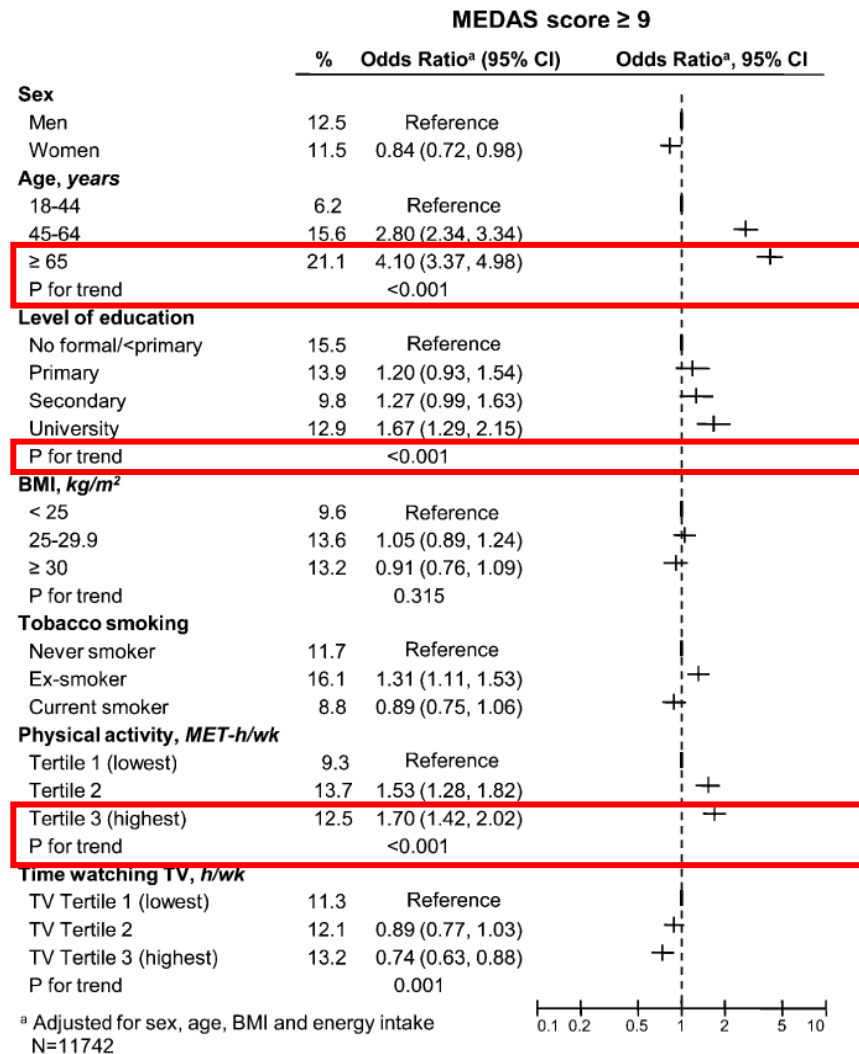 MEDAS score ≥ 9
% Odds Ratioᵃ (95% CI) Odds Ratioᵃ, 95% CI
Sex
Men 12.5 Reference
Women 11.5 0.84 (0.72, 0.98)
Age, years
18-44 6.2 Reference
45-64 15.6 2.80 (2.34, 3.34)
≥ 65 21.1 4.10 (3.37, 4.98)
P for trend <0.001
Level of education
No formal/<primary 15.5 Reference
Primary 13.9 1.20 (0.93, 1.54)
Secondary 9.8 1.27 (0.99, 1.63)
University 12.9 1.67 (1.29, 2.15)
P for trend <0.001
BMI, kg/m²
< 25 9.6 Reference
25-29.9 13.6 1.05 (0.89, 1.24)
≥ 30 13.2 0.91 (0.76, 1.09)
P for trend 0.315
Tobacco smoking
Never smoker 11.7 Reference
Ex-smoker 16.1 1.31 (1.11, 1.53)
Current smoker 8.8 0.89 (0.75, 1.06)
Physical activity, MET-h/wk
Tertile 1 (lowest) 9.3 Reference
Tertile 2 13.7 1.53 (1.28, 1.82)
Tertile 3 (highest) 12.5 1.70 (1.42, 2.02)
P for trend <0.001
Time watching TV, h/wk
TV Tertile 1 (lowest) 11.3 Reference
TV Tertile 2 12.1 0.89 (0.77, 1.03)
TV Tertile 3 (highest) 13.2 0.74 (0.63, 0.88)
P for trend 0.001
ᵃ Adjusted for sex, age, BMI and energy intake
0.1 0.2 0.5 1 2 5 10
N=11742